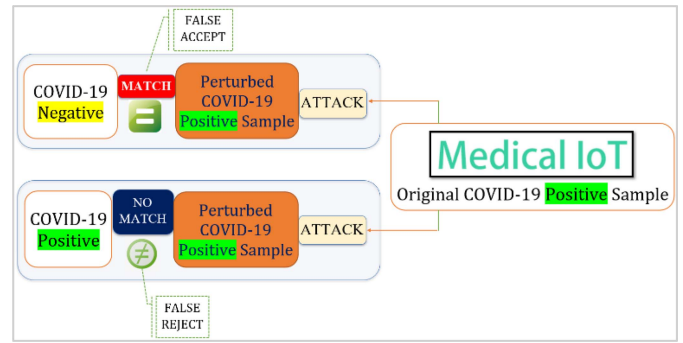 FALSE
ACCEPT
COVID-19
Negative
MATCH
=
Perturbed
COVID-19
Positive Sample
ATTACK
Medical IoT
Original COVID-19 Positive Sample
COVID-19
Positive
NO
MATCH
≠
Perturbed
COVID-19
Positive Sample
ATTACK
FALSE
REJECT